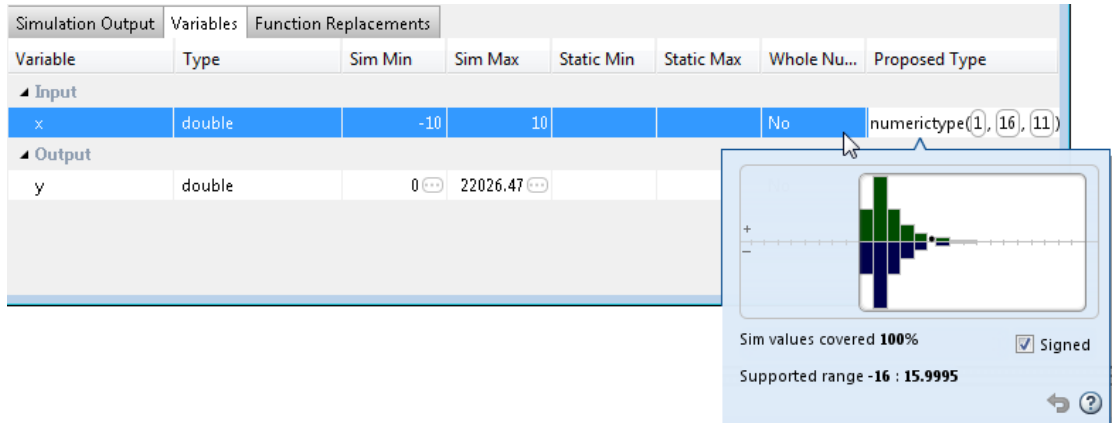 Simulation Output Variables Function Replacements
Variable Type Sim Min Sim Max Static Min Static Max Whole Nu... Proposed Type
Input
x double -10 10 No numerictype(1, 16, 11)
Output
y double 0 22026.47
+
−
Sim values covered 100% Signed
Supported range -16 : 15.9995